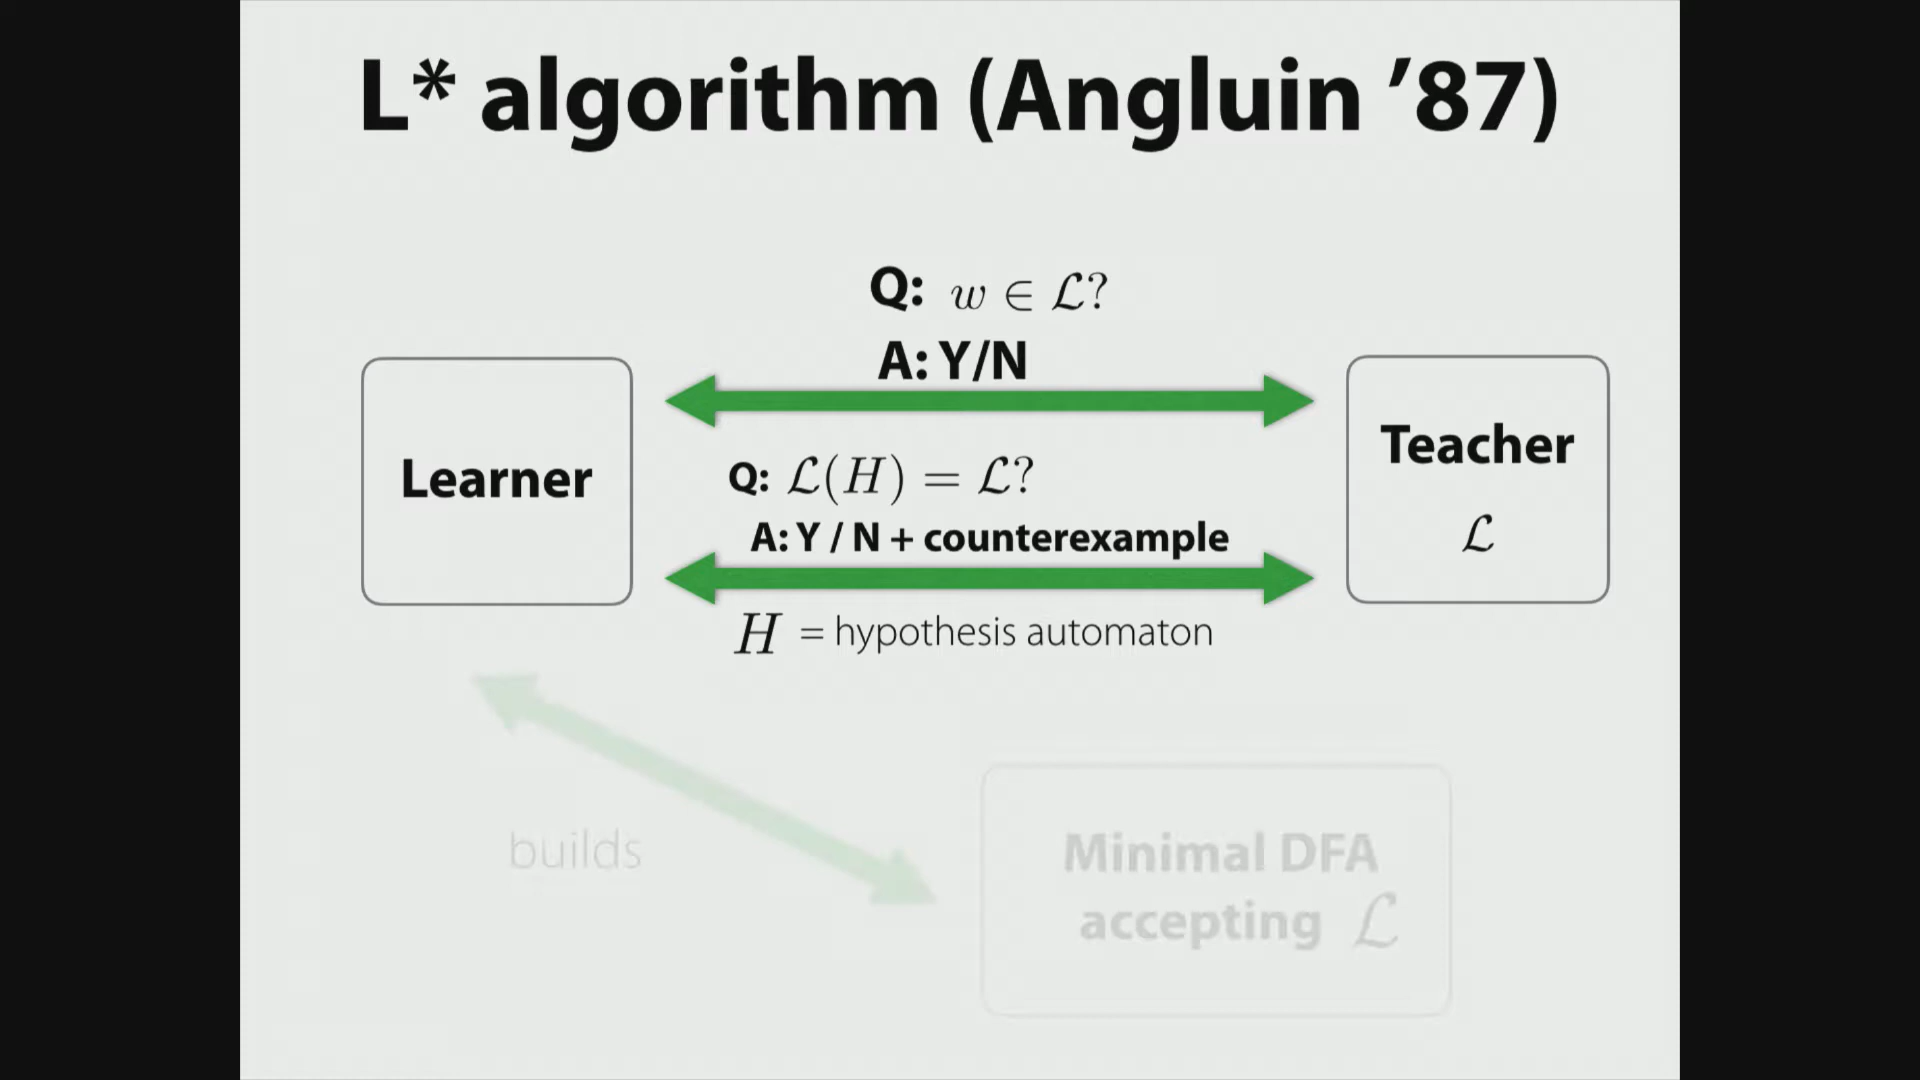 L* algorithm (Angluin ’87)
Q: w ∈ ℒ?
A: Y/N
Learner
Teacher
ℒ
Q: ℒ(H) = ℒ?
A: Y / N + counterexample
H = hypothesis automaton
builds
Minimal DFA
accepting ℒ